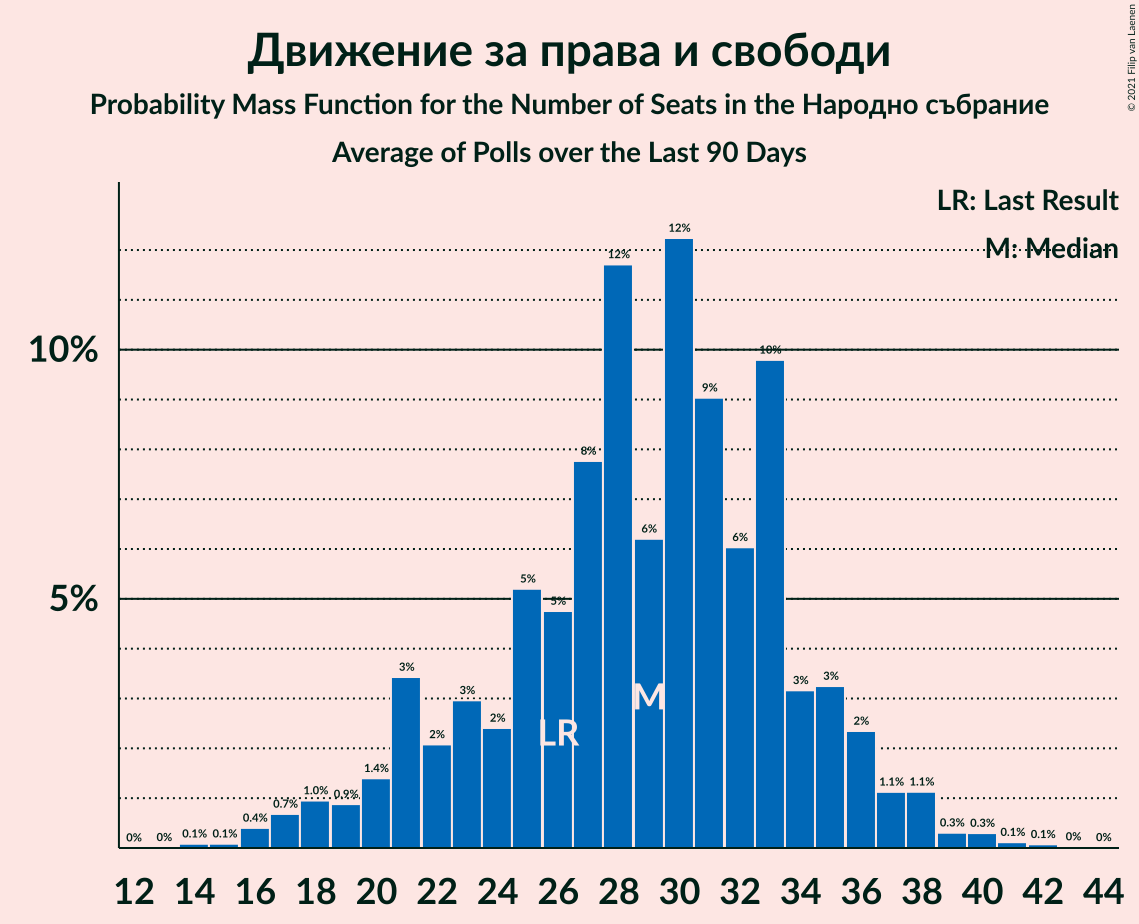 Движение за права и свободи
Probability Mass Function for the Number of Seats in the Народно събрание
Average of Polls over the Last 90 Days
© 2021 Filip van Laenen
LR: Last Result
M: Median
10%
5%
0% 0% 0.1% 0.1% 0.4% 0.7% 1.0% 0.9% 1.4% 3% 2% 3% 2% 5% 5% 8% 12% 6% 12% 9% 6% 10% 3% 3% 2% 1.1% 1.1% 0.3% 0.3% 0.1% 0.1% 0% 0%
LR
M
12 14 16 18 20 22 24 26 28 30 32 34 36 38 40 42 44